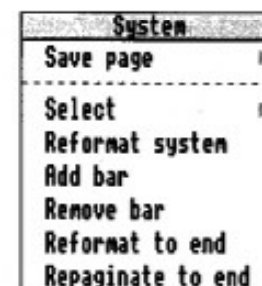 System
Save page
Select
Reformat system
Add bar
Remove bar
Reformat to end
Repaginate to end